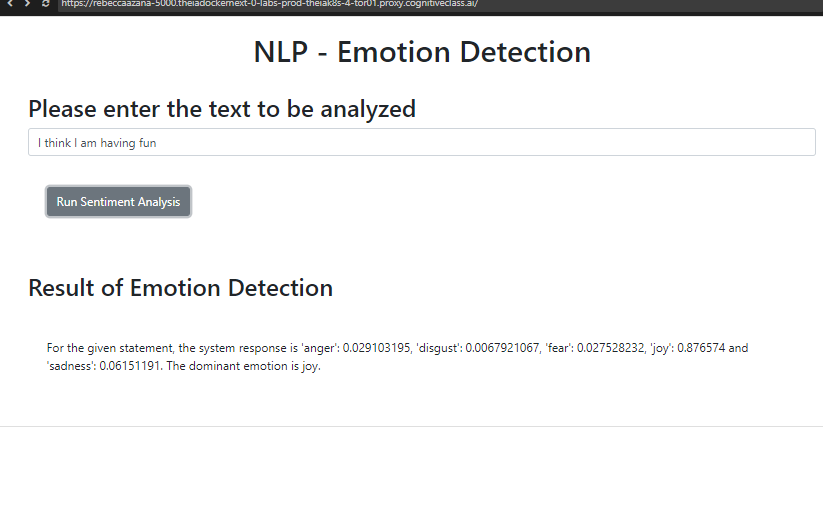 https://rebeccaazana-5000.theiadockernext-0-labs-prod-theiak8s-4-tor01.proxy.cognitiveclass.ai/
NLP - Emotion Detection
Please enter the text to be analyzed
I think I am having fun
Run Sentiment Analysis
Result of Emotion Detection
For the given statement, the system response is 'anger': 0.029103195, 'disgust': 0.0067921067, 'fear': 0.027528232, 'joy': 0.876574 and
'sadness': 0.06151191. The dominant emotion is joy.